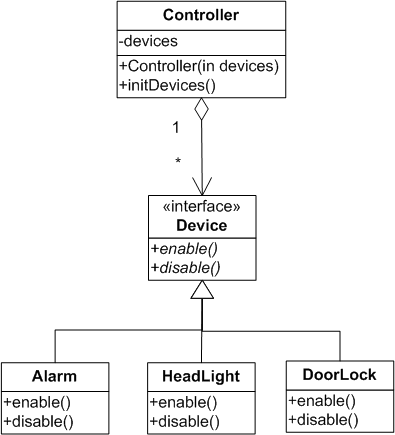 Controller
-devices
+Controller(in devices)
+initDevices()
1
*
«interface»
Device
+enable()
+disable()
Alarm
+enable()
+disable()
HeadLight
+enable()
+disable()
DoorLock
+enable()
+disable()